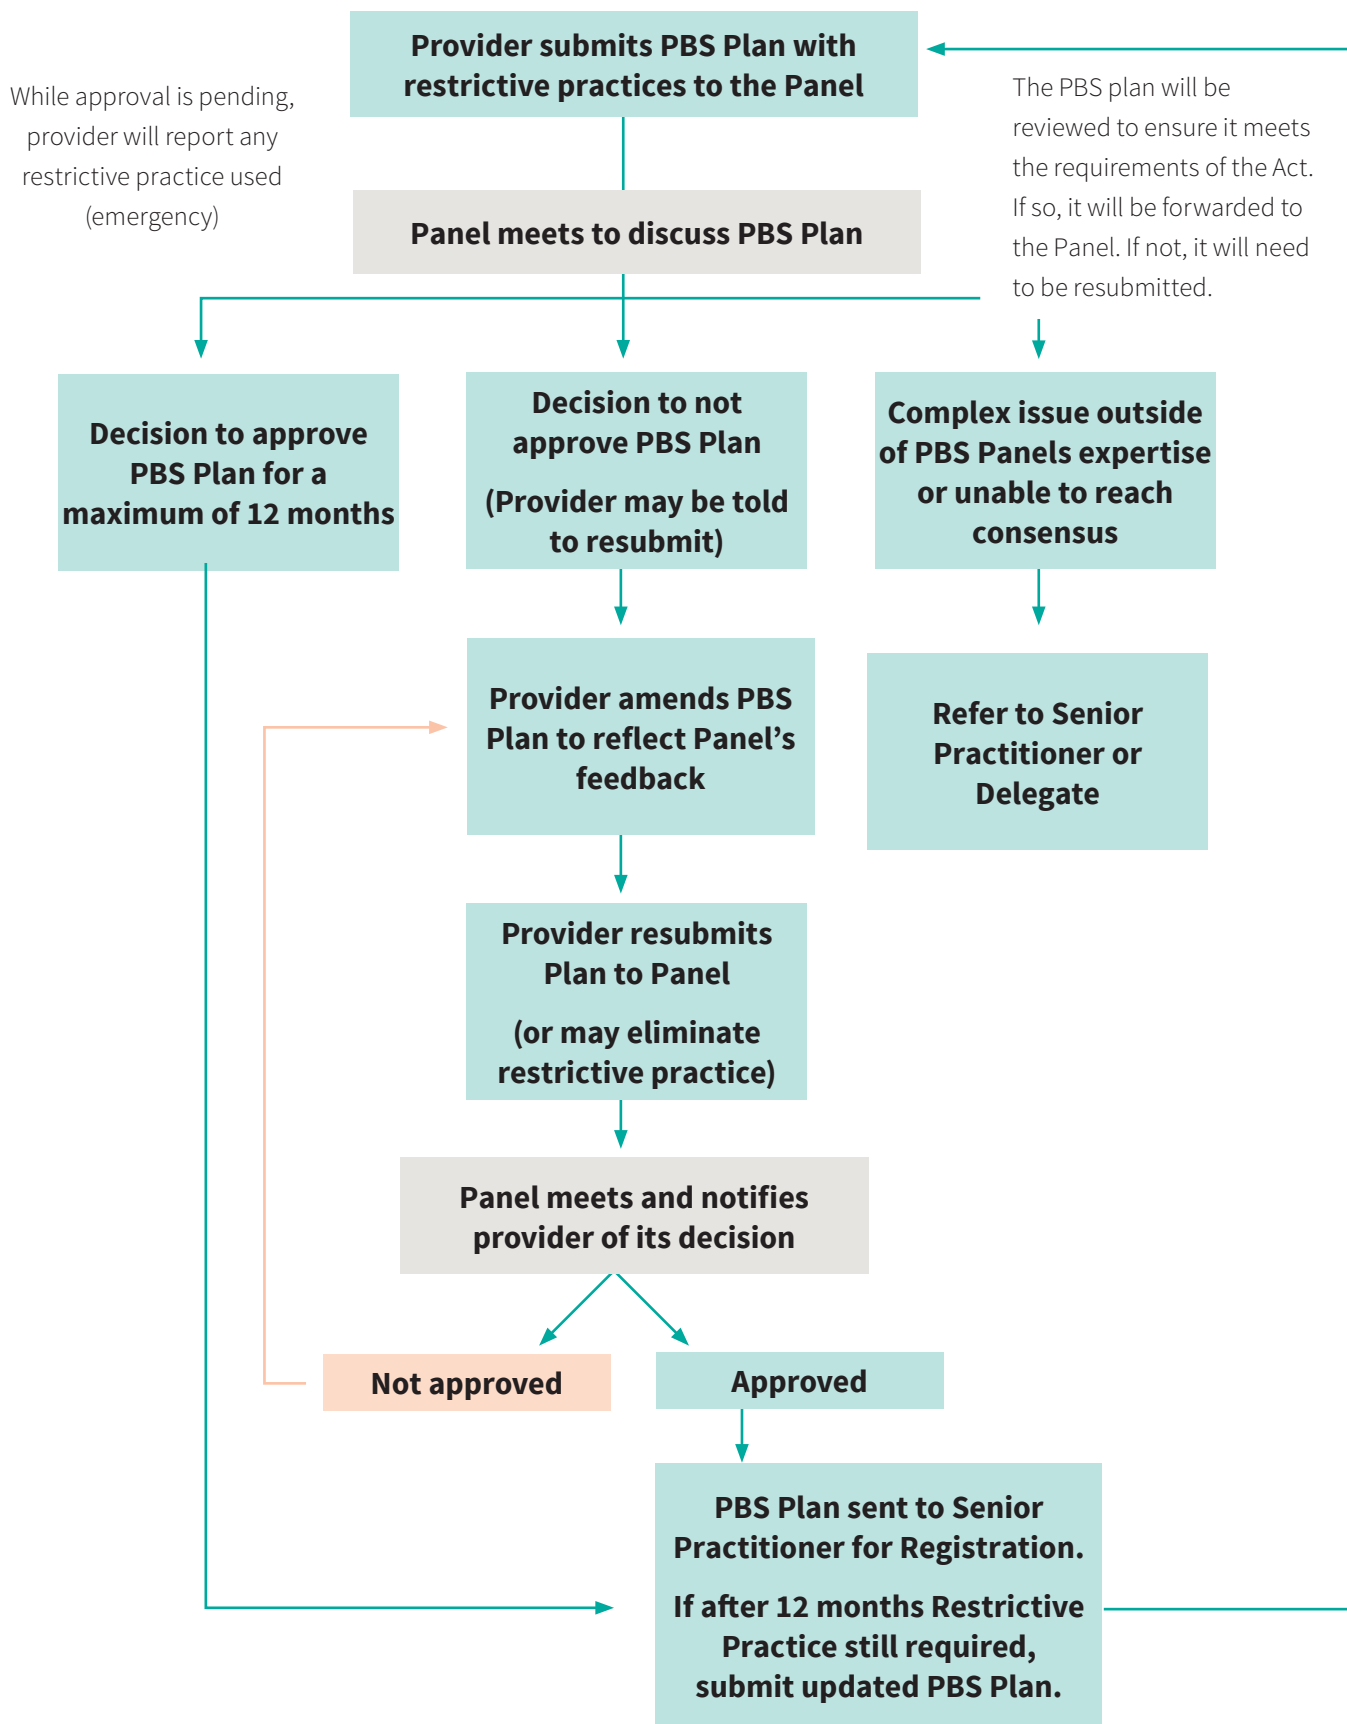 Provider submits PBS Plan with
restrictive practices to the Panel
While approval is pending,
provider will report any
restrictive practice used
(emergency)
The PBS plan will be
reviewed to ensure it meets
the requirements of the Act.
If so, it will be forwarded to
the Panel. If not, it will need
to be resubmitted.
Panel meets to discuss PBS Plan
Decision to approve
PBS Plan for a
maximum of 12 months
Decision to not
approve PBS Plan
(Provider may be told
to resubmit)
Complex issue outside
of PBS Panels expertise
or unable to reach
consensus
Provider amends PBS
Plan to reflect Panel’s
feedback
Refer to Senior
Practitioner or
Delegate
Provider resubmits
Plan to Panel
(or may eliminate
restrictive practice)
Panel meets and notifies
provider of its decision
Not approved
Approved
PBS Plan sent to Senior
Practitioner for Registration.
If after 12 months Restrictive
Practice still required,
submit updated PBS Plan.